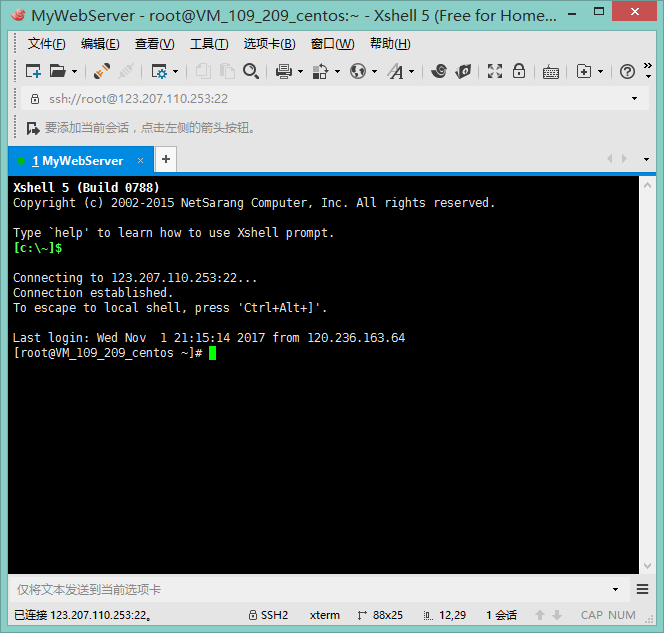 MyWebServer - root@VM_109_209_centos:~ - Xshell 5 (Free for Home...
文件(F) 编辑(E) 查看(V) 工具(T) 选项卡(B) 窗口(W) 帮助(H)
ssh://root@123.207.110.253:22
要添加当前会话，点击左侧的箭头按钮。
1 MyWebServer × +
Xshell 5 (Build 0788)
Copyright (c) 2002-2015 NetSarang Computer, Inc. All rights reserved.
Type `help' to learn how to use Xshell prompt.
[c:\~]$
Connecting to 123.207.110.253:22...
Connection established.
To escape to local shell, press 'Ctrl+Alt+]'.
Last login: Wed Nov  1 21:15:14 2017 from 120.236.163.64
[root@VM_109_209_centos ~]#
仅将文本发送到当前选项卡
已连接 123.207.110.253:22。 SSH2 xterm 88x25 12,29 1 会话 CAP NUM